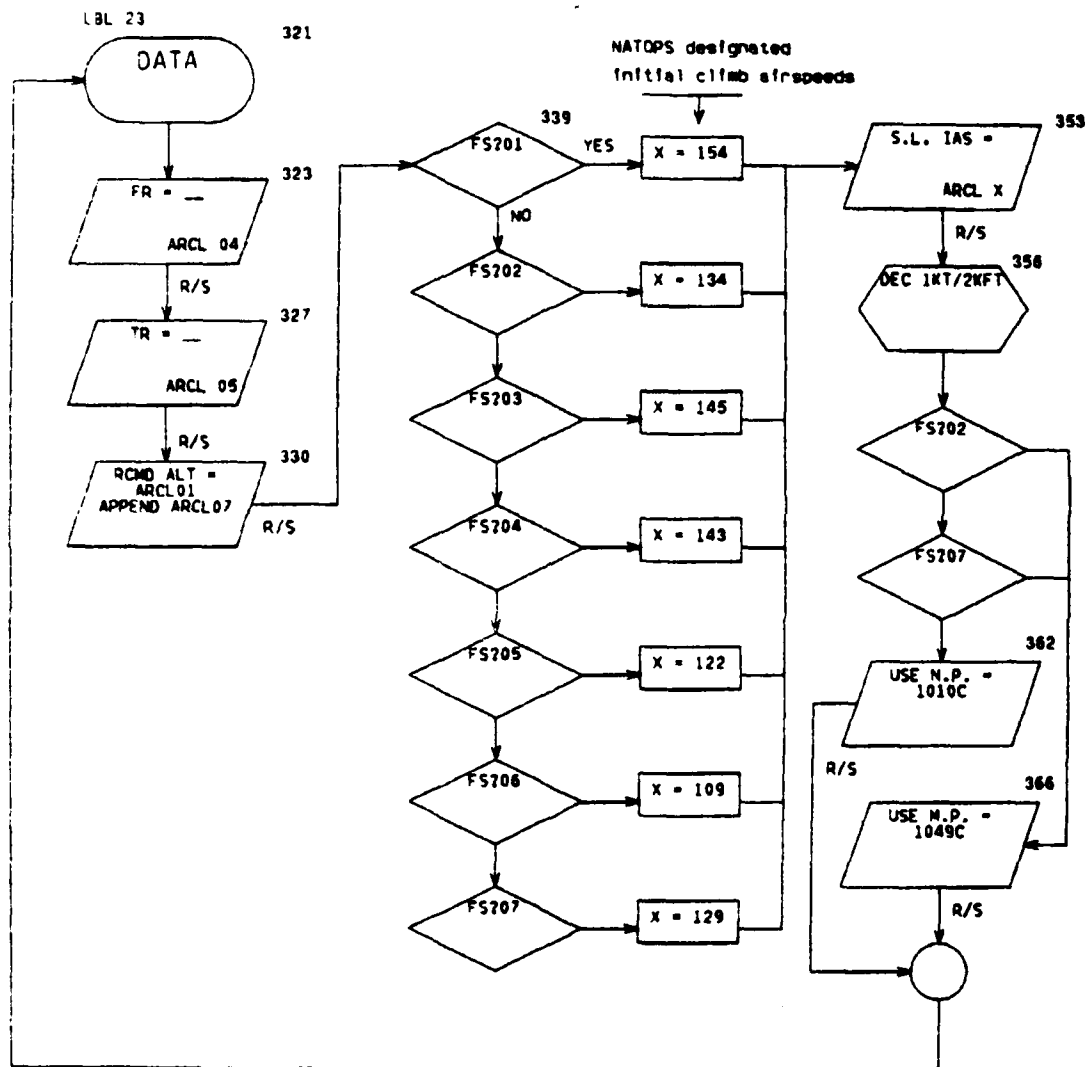 LBL 23
321
DATA
323
FR = __
ARCL 04
R/S
327
TR = __
ARCL 05
R/S
330
RCMD ALT =
ARCL01
APPEND ARCL07
R/S
NATOPS designated
initial climb airspeeds
339
FS?01
YES
X = 154
NO
FS?02
X = 134
FS?03
X = 145
FS?04
X = 143
FS?05
X = 122
FS?06
X = 109
FS?07
X = 129
353
S.L. IAS =
ARCL X
R/S
356
DEC 1KT/2KFT
FS?02
FS?07
362
USE N.P. =
1010C
R/S
366
USE M.P. =
1049C
R/S